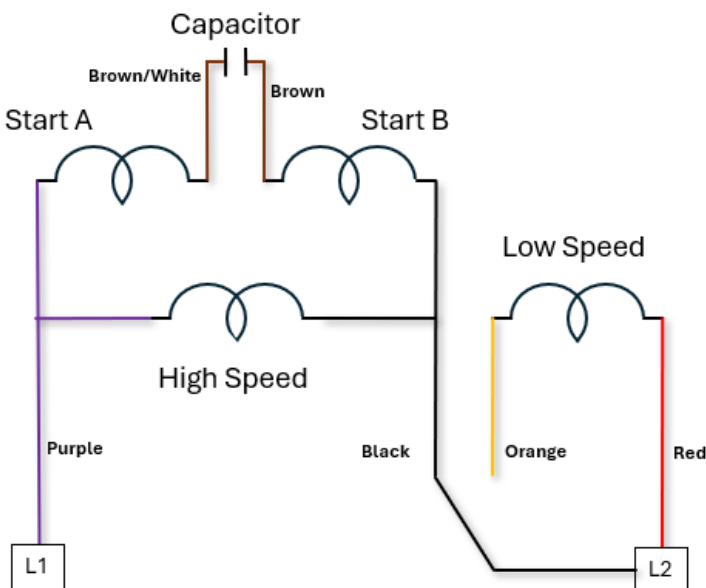 Capacitor
Brown/White
Brown
Start A
Start B
Low Speed
High Speed
Purple
Black
Orange
Red
L1
L2